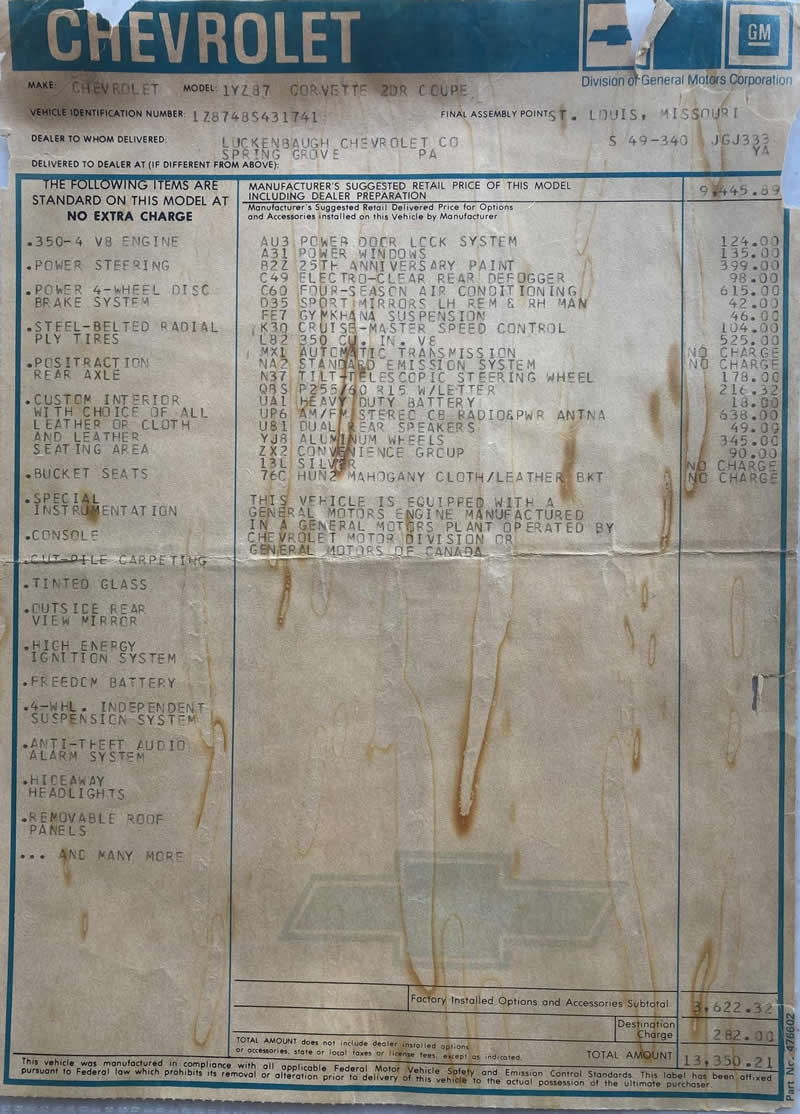 CHEVROLET
GM
Division of General Motors Corporation
MAKE: CHEVROLET MODEL: 1YZ87 CORVETTE 2DR COUPE
VEHICLE IDENTIFICATION NUMBER: 1Z8748S431741 FINAL ASSEMBLY POINT: ST. LOUIS, MISSOURI
DEALER TO WHOM DELIVERED: LUCKENBAUGH CHEVROLET CO S 49-340 JGJ333
SPRING GROVE PA YA
DELIVERED TO DEALER AT (IF DIFFERENT FROM ABOVE):
THE FOLLOWING ITEMS ARE
STANDARD ON THIS MODEL AT
NO EXTRA CHARGE
.350-4 V8 ENGINE
.POWER STEERING
.POWER 4-WHEEL DISC
BRAKE SYSTEM
.STEEL-BELTED RADIAL
PLY TIRES
.POSITRACTION
REAR AXLE
.CUSTOM INTERIOR
WITH CHOICE OF ALL
LEATHER OR CLOTH
AND LEATHER
SEATING AREA
.BUCKET SEATS
.SPECIAL
INSTRUMENTATION
.CONSOLE
.CUT-PILE CARPETING
.TINTED GLASS
.OUTSIDE REAR
VIEW MIRROR
.HIGH ENERGY
IGNITION SYSTEM
.FREEDOM BATTERY
.4-WHL. INDEPENDENT
SUSPENSION SYSTEM
.ANTI-THEFT AUDIO
ALARM SYSTEM
.HIDEAWAY
HEADLIGHTS
.REMOVABLE ROOF
PANELS
... AND MANY MORE
MANUFACTURER'S SUGGESTED RETAIL PRICE OF THIS MODEL
INCLUDING DEALER PREPARATION 9,445.89
Manufacturer's Suggested Retail Delivered Price for Options
and Accessories installed on this Vehicle by Manufacturer
AU3 POWER DOOR LOCK SYSTEM 124.00
A31 POWER WINDOWS 135.00
B2Z 25TH ANNIVERSARY PAINT 399.00
C49 ELECTRO-CLEAR REAR DEFOGGER 98.00
C60 FOUR-SEASON AIR CONDITIONING 615.00
D35 SPORT MIRRORS LH REM & RH MAN 42.00
FE7 GYMKHANA SUSPENSION 46.00
K30 CRUISE-MASTER SPEED CONTROL 104.00
L82 350 CU. IN. V8 525.00
MX1 AUTOMATIC TRANSMISSION NO CHARGE
NA2 STANDARD EMISSION SYSTEM NO CHARGE
N37 TILT-TELESCOPIC STEERING WHEEL 178.00
QBS P255/60 R15 W/LETTER 216.32
UA1 HEAVY DUTY BATTERY 18.00
UP6 AM/FM STEREO CB RADIO&PWR ANTNA 638.00
U81 DUAL REAR SPEAKERS 49.00
YJ8 ALUMINUM WHEELS 345.00
ZX2 CONVENIENCE GROUP 90.00
13L SILVER NO CHARGE
76C HUN2 MAHOGANY CLOTH/LEATHER BKT NO CHARGE
THIS VEHICLE IS EQUIPPED WITH A
GENERAL MOTORS ENGINE MANUFACTURED
IN A GENERAL MOTORS PLANT OPERATED BY
CHEVROLET MOTOR DIVISION OR
GENERAL MOTORS OF CANADA
Factory Installed Options and Accessories Subtotal 3,622.32
Destination
Charge 282.00
TOTAL AMOUNT does not include dealer installed options
or accessories, state or local taxes or license fees, except as indicated.
TOTAL AMOUNT 13,350.21
This vehicle was manufactured in compliance with all applicable Federal Motor Vehicle Safety and Emission Control Standards. This label has been affixed
pursuant to Federal law which prohibits its removal or alteration prior to delivery of this vehicle to the actual possession of the ultimate purchaser.
Part No. 476602